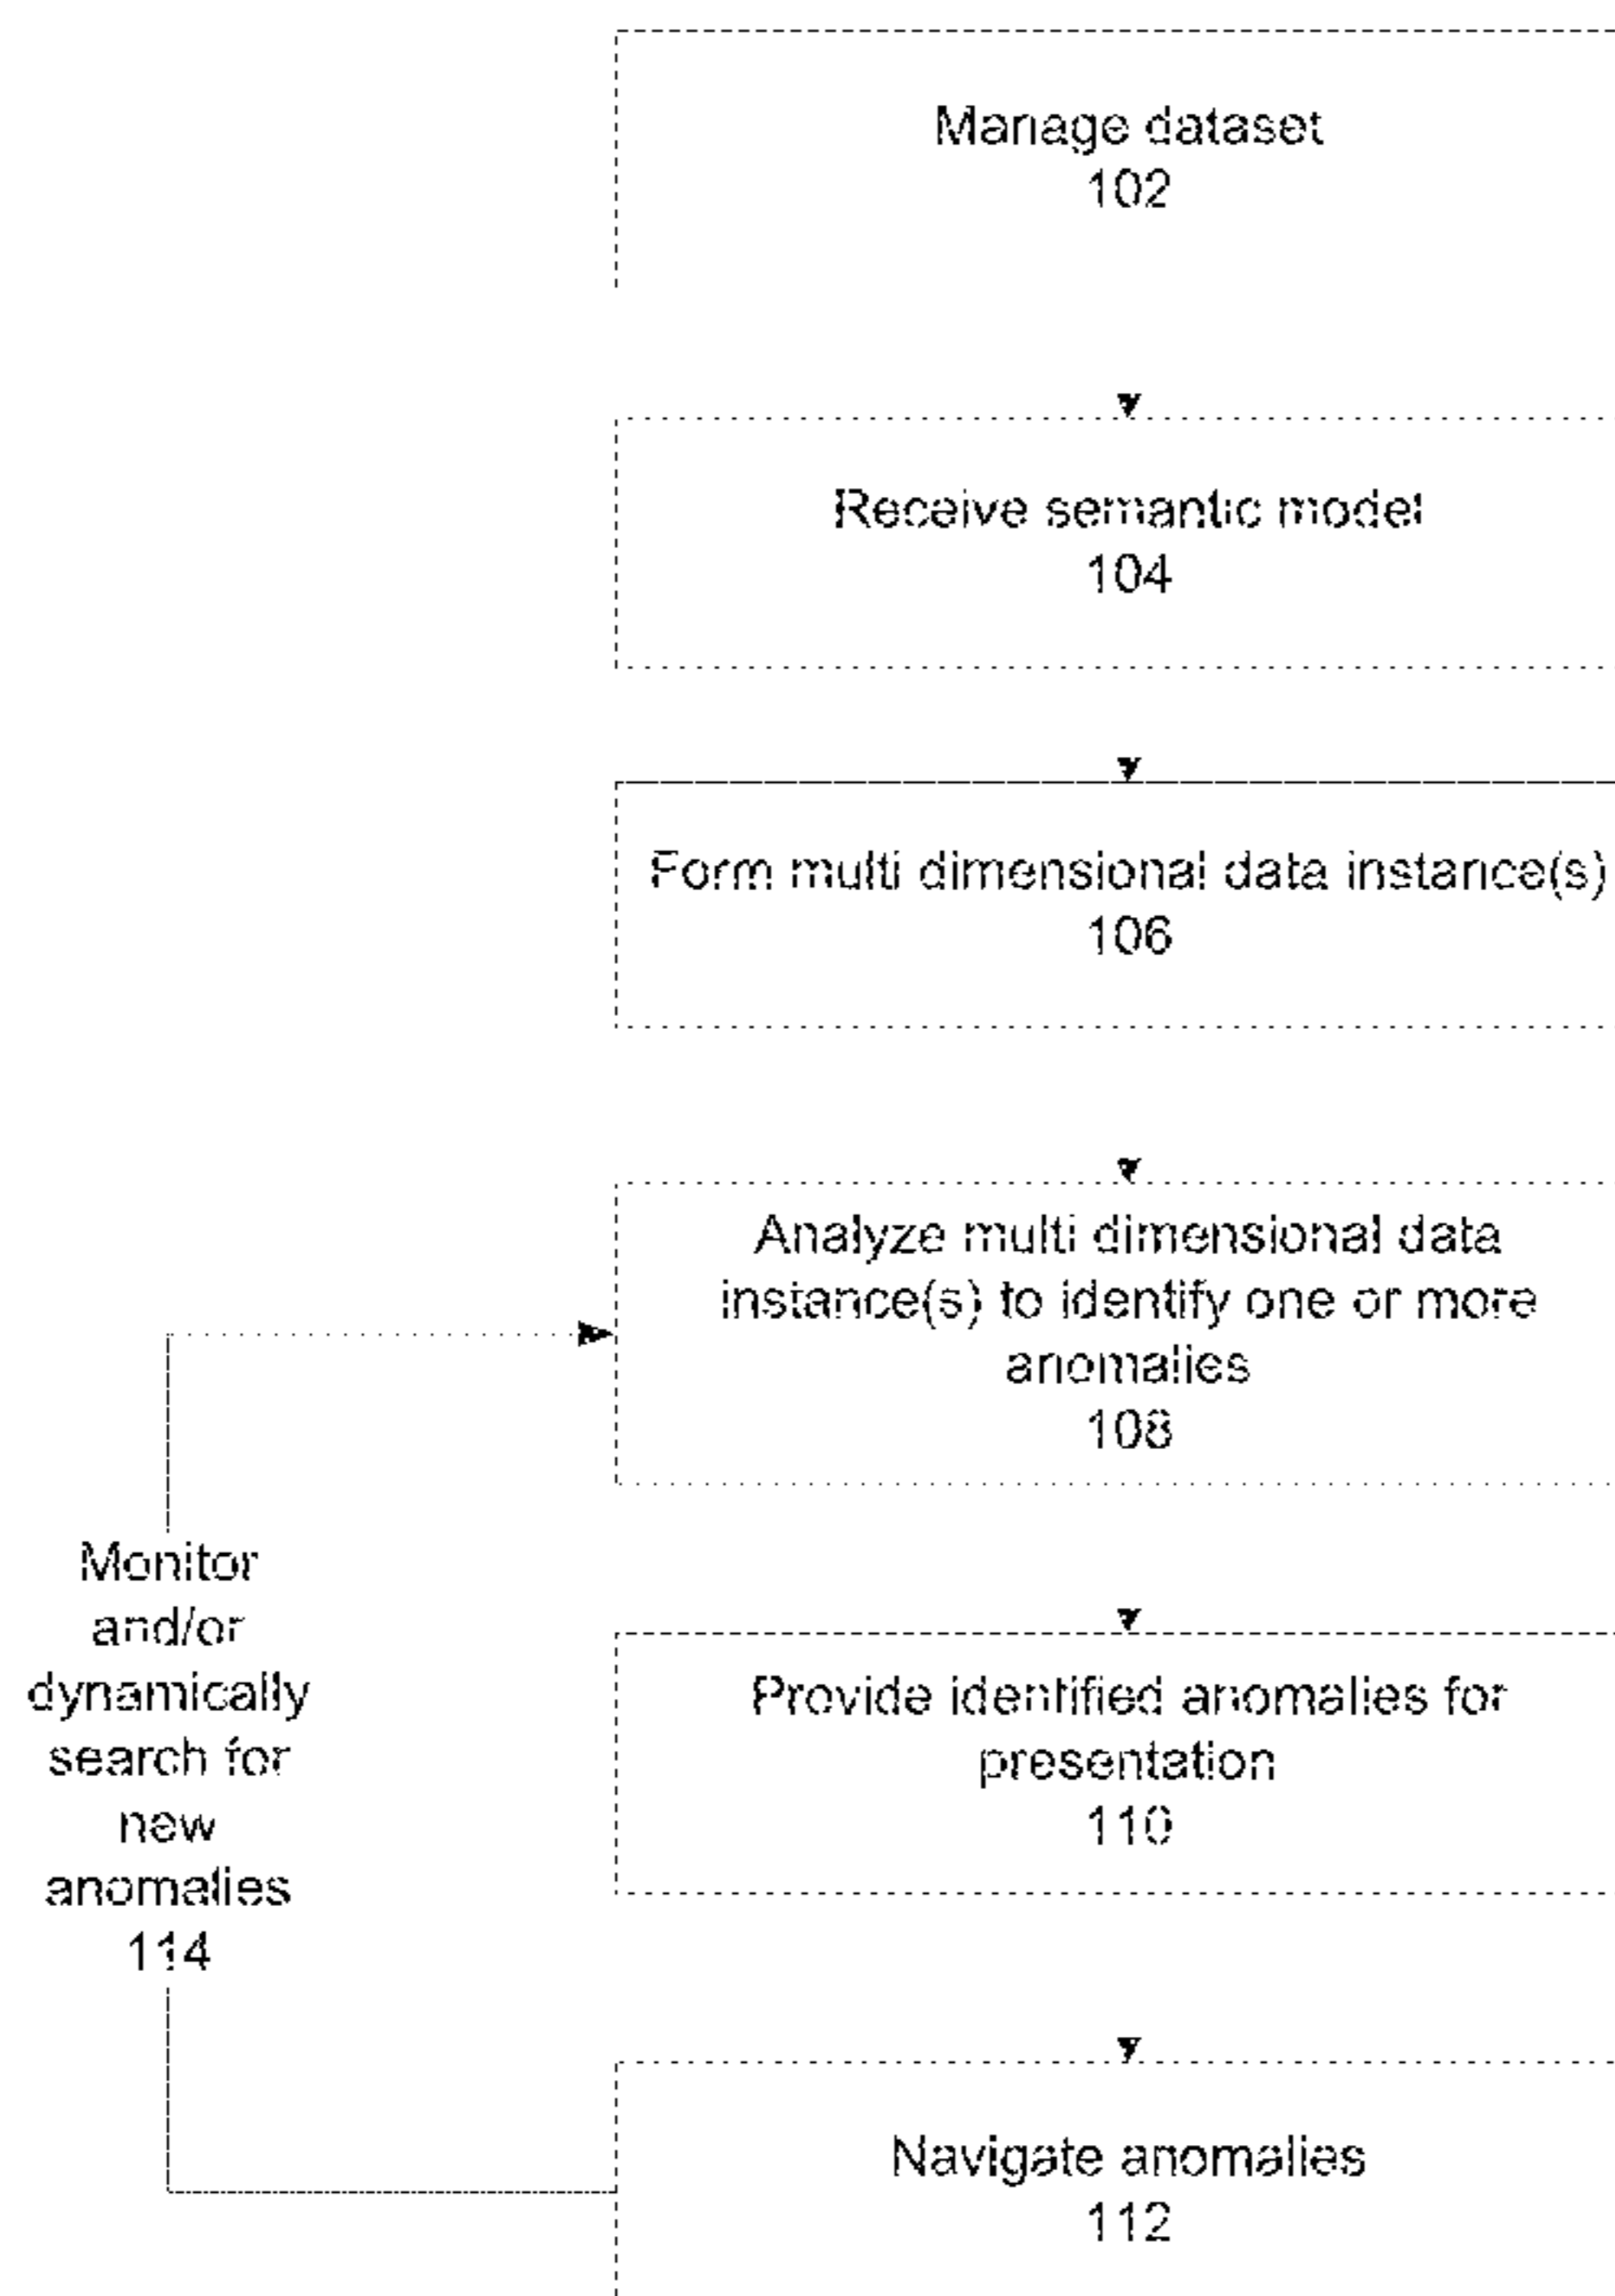 Manage dataset
102
Receive semantic model
104
Form multi dimensional data instance(s)
106
Analyze multi dimensional data
instance(s) to identify one or more
anomalies
108
Monitor
and/or
dynamically
search for
new
anomalies
114
Provide identified anomalies for
presentation
110
Navigate anomalies
112